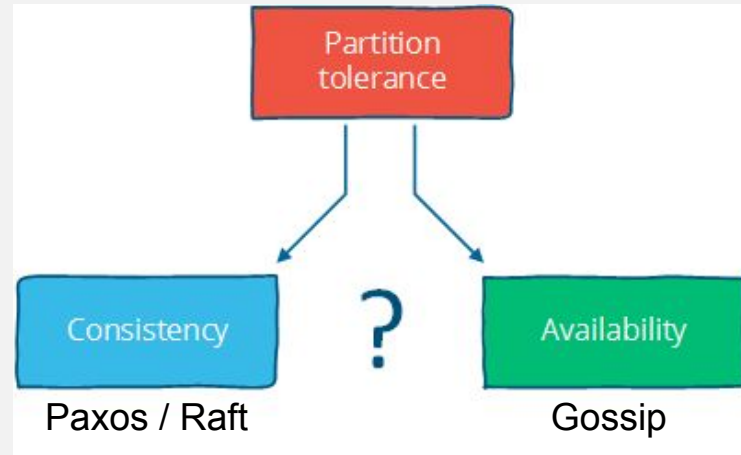 Partition
tolerance
Consistency
?
Availability
Paxos / Raft
Gossip